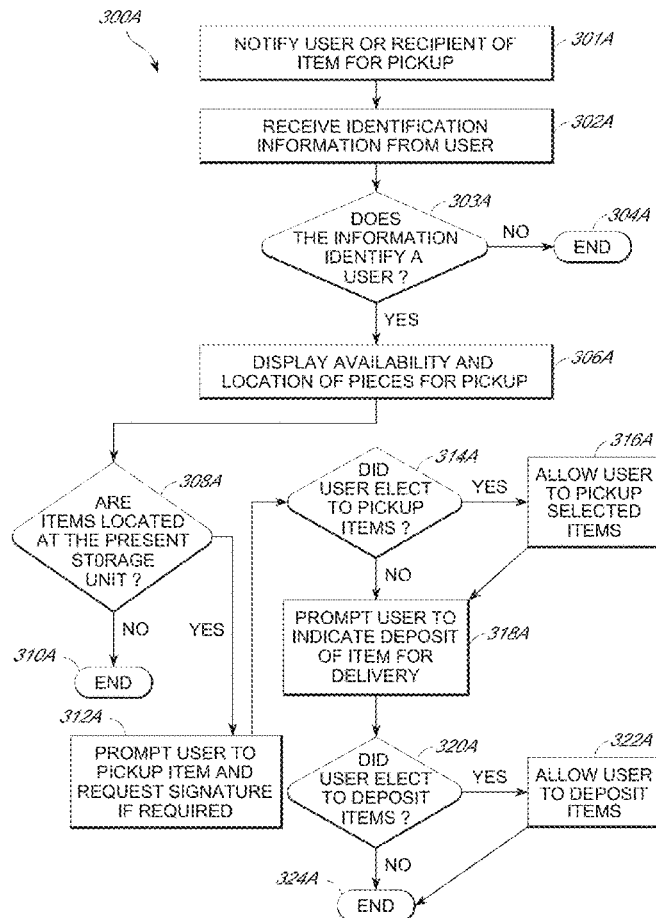 300A
NOTIFY USER OR RECIPIENT OF
ITEM FOR PICKUP
301A
RECEIVE IDENTIFICATION
INFORMATION FROM USER
302A
DOES
THE INFORMATION
IDENTIFY A
USER ?
303A
NO
304A
END
YES
DISPLAY AVAILABILITY AND
LOCATION OF PIECES FOR PICKUP
306A
ARE
ITEMS LOCATED
AT THE PRESENT
STORAGE
UNIT ?
308A
NO
YES
310A
END
312A
PROMPT USER TO
PICKUP ITEM AND
REQUEST SIGNATURE
IF REQUIRED
DID
USER ELECT
TO PICKUP
ITEMS ?
314A
YES
316A
ALLOW USER
TO PICKUP
SELECTED
ITEMS
NO
PROMPT USER TO
INDICATE DEPOSIT
OF ITEM FOR
DELIVERY
318A
DID
USER ELECT
TO DEPOSIT
ITEMS ?
320A
YES
322A
ALLOW USER
TO DEPOSIT
ITEMS
NO
324A
END